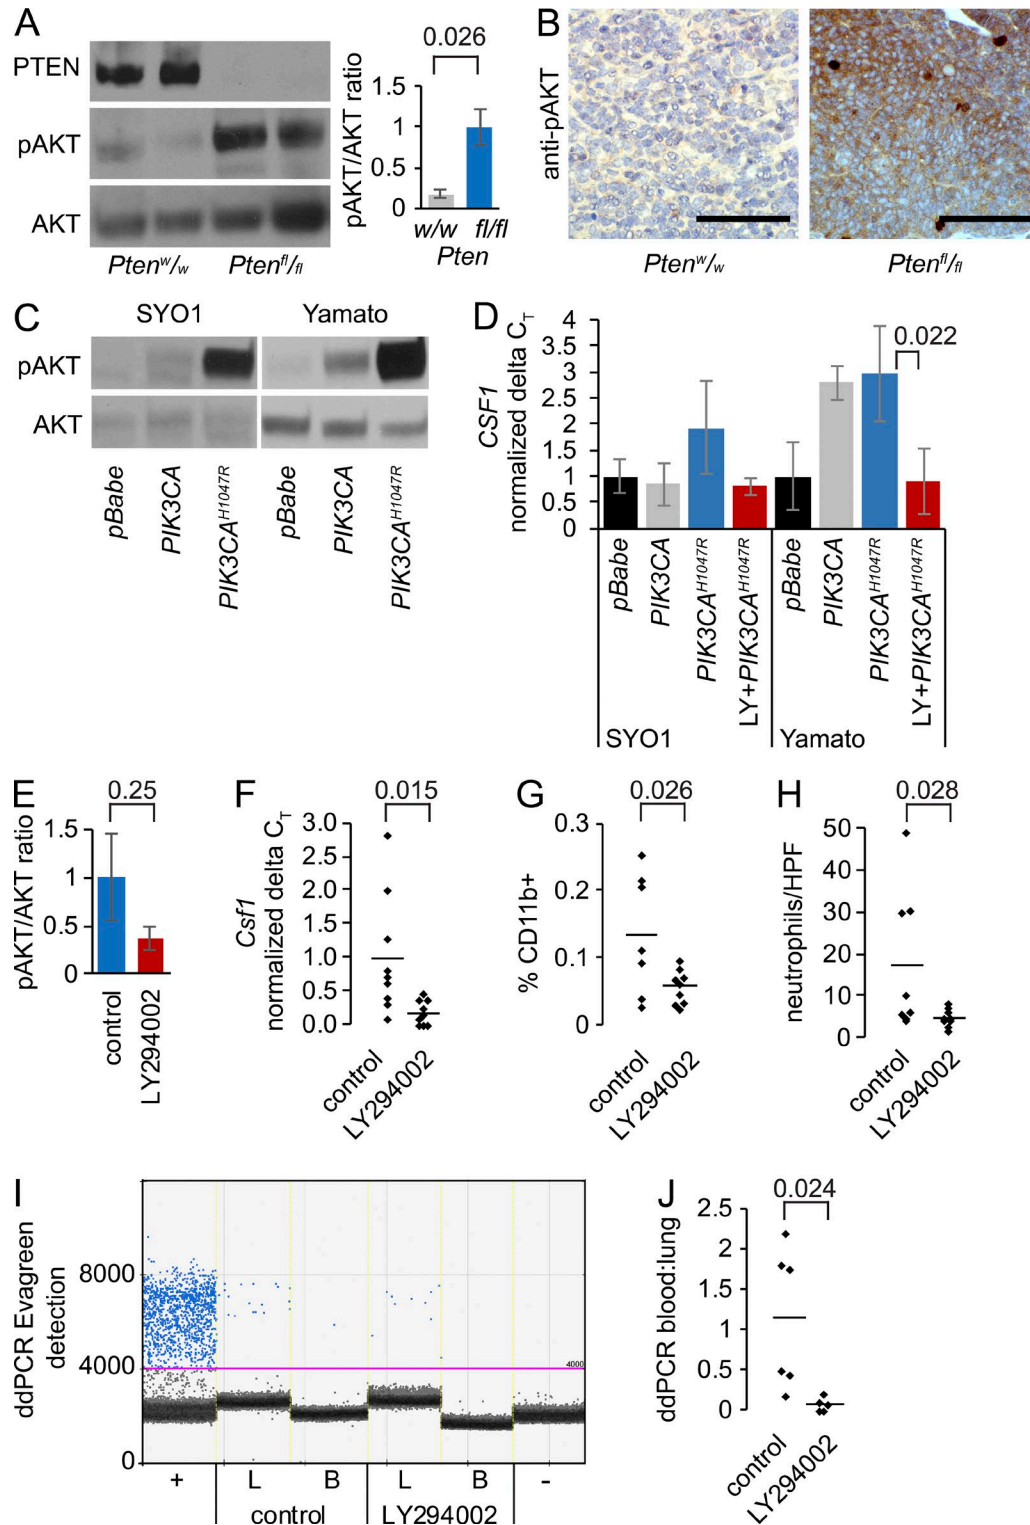 A
PTEN
pAKT
AKT
Pten^w/w Pten^fl/fl
0.026
pAKT/AKT ratio
1.5
1
0.5
0
w/w fl/fl
Pten
B
anti-pAKT
Pten^w/w Pten^fl/fl
C
SYO1 Yamato
pAKT
AKT
pBabe
PIK3CA
PIK3CA^H1047R
pBabe
PIK3CA
PIK3CA^H1047R
D
CSF1
normalized delta C_T
4
3.5
3
2.5
2
1.5
1
0.5
0
0.022
pBabe
PIK3CA
PIK3CA^H1047R
LY+PIK3CA^H1047R
pBabe
PIK3CA
PIK3CA^H1047R
LY+PIK3CA^H1047R
SYO1 Yamato
E
0.25
pAKT/AKT ratio
1.5
1
0.5
0
control
LY294002
F
0.015
Csf1
normalized delta C_T
3.0
2.5
2.0
1.5
1.0
0.5
0.0
control
LY294002
G
0.026
% CD11b+
0.3
0.2
0.1
0
control
LY294002
H
0.028
neutrophils/HPF
50
40
30
20
10
0
control
LY294002
I
ddPCR Evagreen
detection
8000
4000
0
4000
+ L B L B -
control LY294002
J
0.024
ddPCR blood:lung
2.5
2
1.5
1
0.5
0
control
LY294002